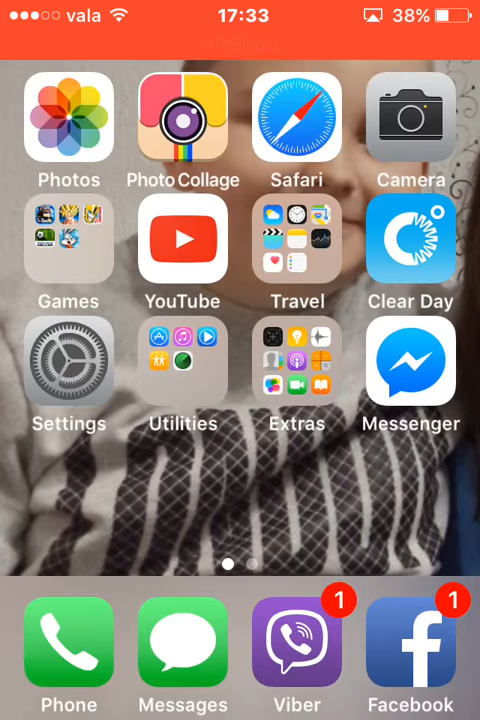 vala 17:33 38%
Photos Photo Collage Safari Camera
Games YouTube Travel Clear Day
Settings Utilities Extras Messenger
1 1
Phone Messages Viber Facebook